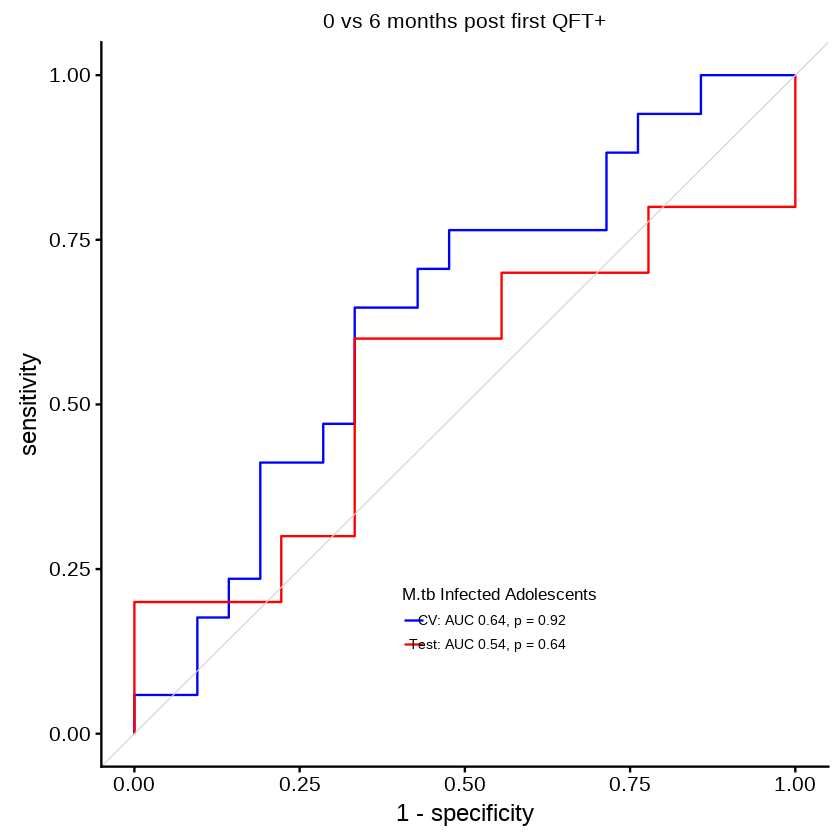 0 vs 6 months post first QFT+
1.00
0.75
0.50
0.25
0.00
sensitivity
M.tb Infected Adolescents
CV: AUC 0.64, p = 0.92
Test: AUC 0.54, p = 0.64
0.00 0.25 0.50 0.75 1.00
1 - specificity